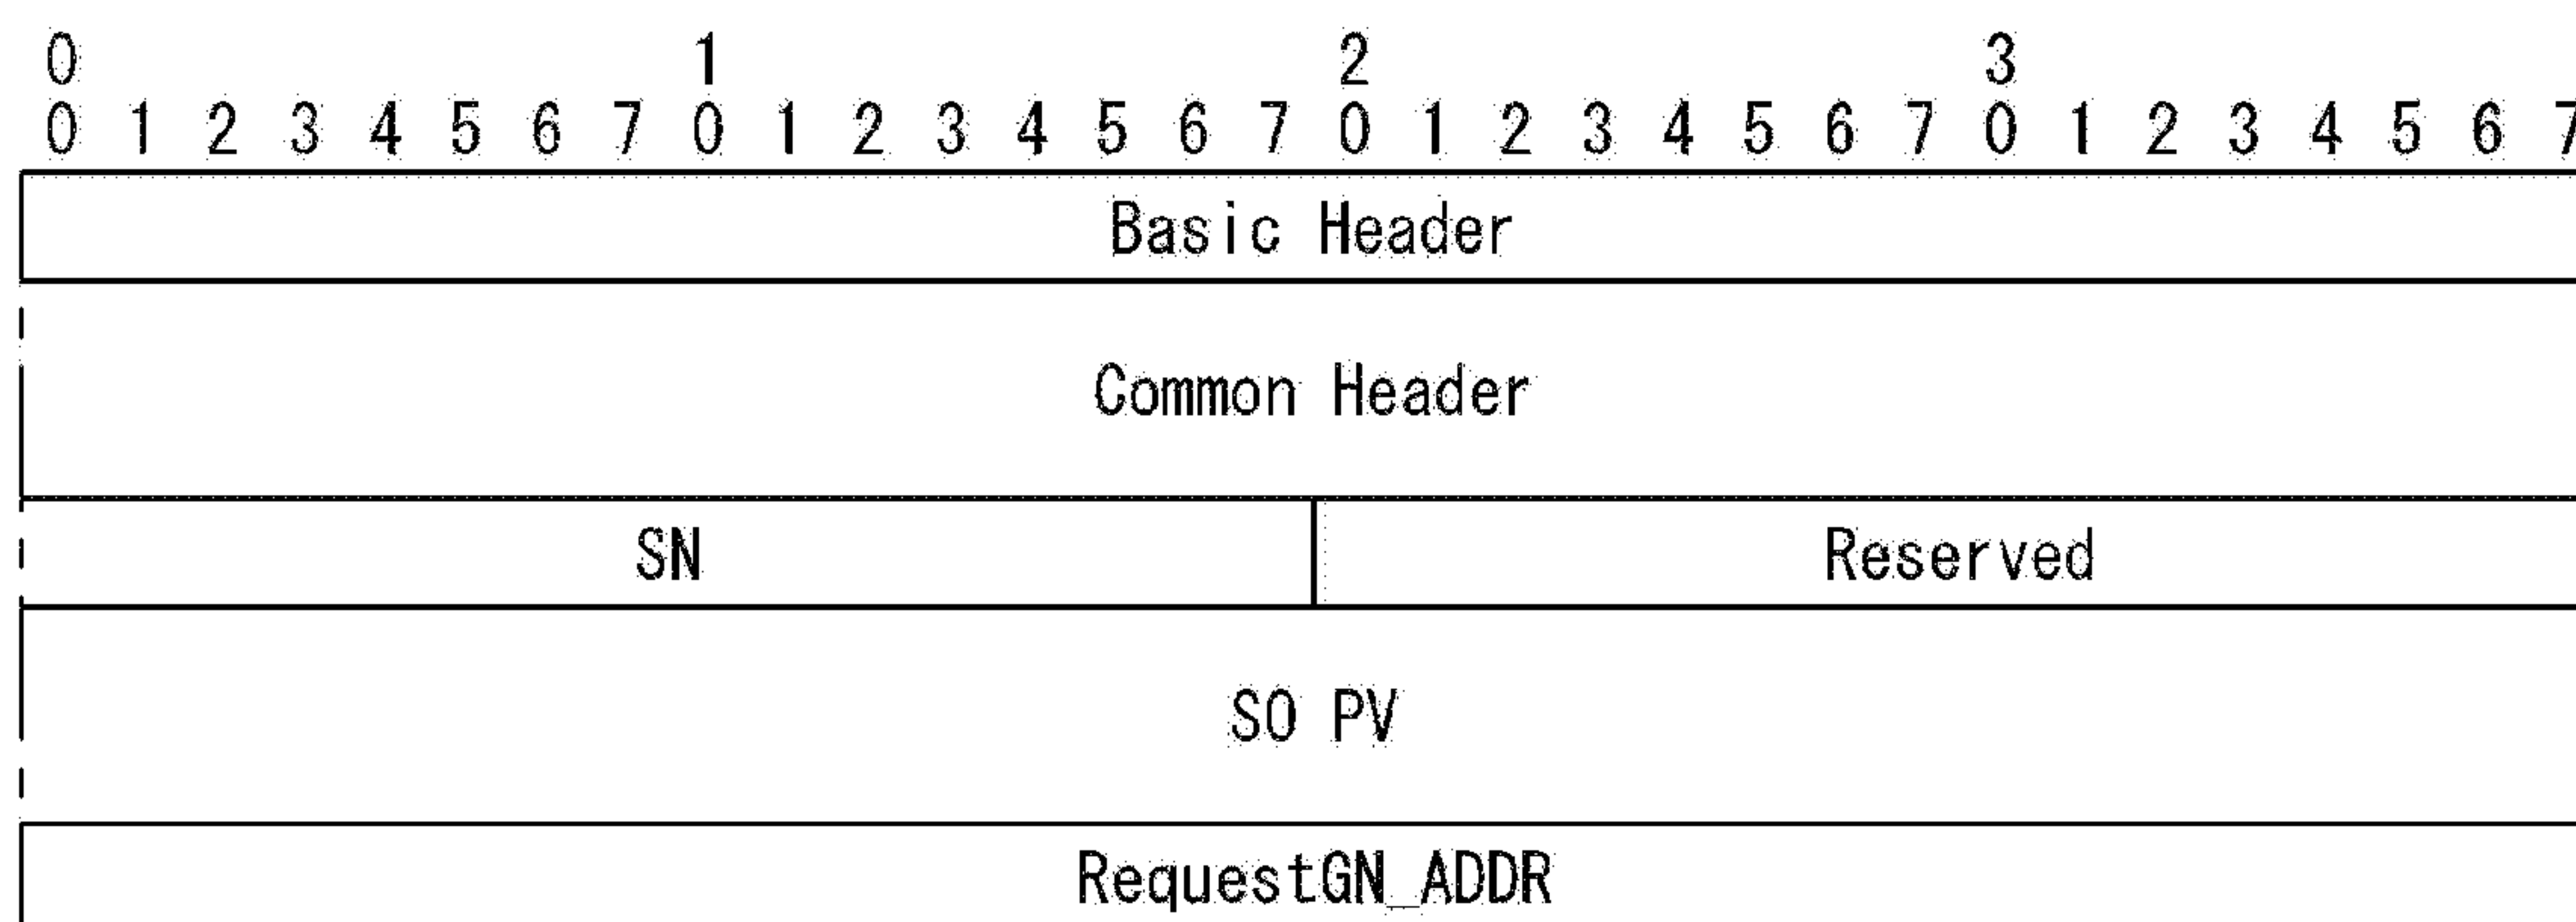 0 1 2 3
0 1 2 3 4 5 6 7 0 1 2 3 4 5 6 7 0 1 2 3 4 5 6 7 0 1 2 3 4 5 6 7
Basic Header
Common Header
SN Reserved
SO PV
RequestGN_ADDR